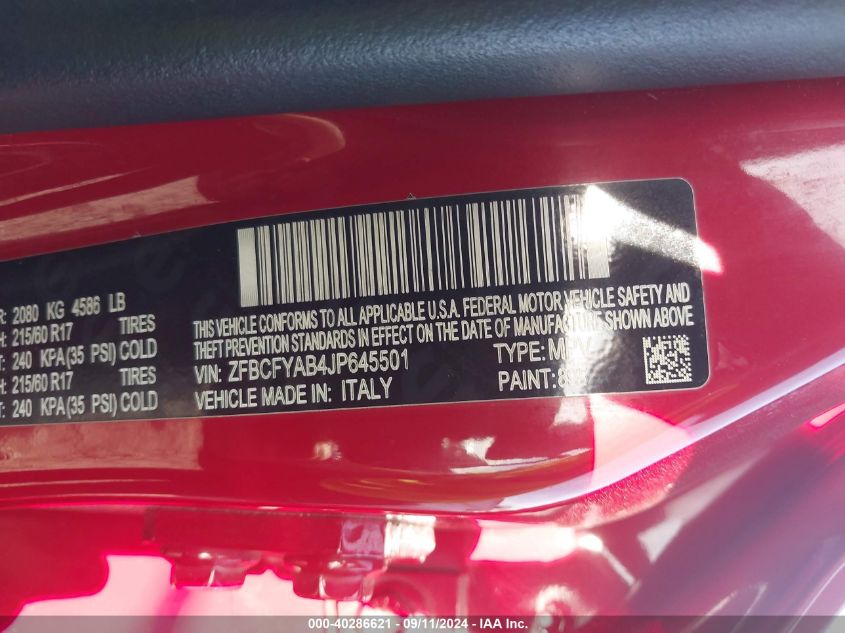 R: 2080 KG 4586 LB
H: 215/60 R17 TIRES
T: 240 KPA (35 PSI) COLD
H: 215/60 R17 TIRES
T: 240 KPA (35 PSI) COLD
THIS VEHICLE CONFORMS TO ALL APPLICABLE U.S.A. FEDERAL MOTOR VEHICLE SAFETY AND
THEFT PREVENTION STANDARDS IN EFFECT ON THE DATE OF MANUFACTURE SHOWN ABOVE
VIN: ZFBCFYAB4JP645501 TYPE: MPV
VEHICLE MADE IN: ITALY PAINT:
000-40286621 / 09/11/2024 / IAA Inc.